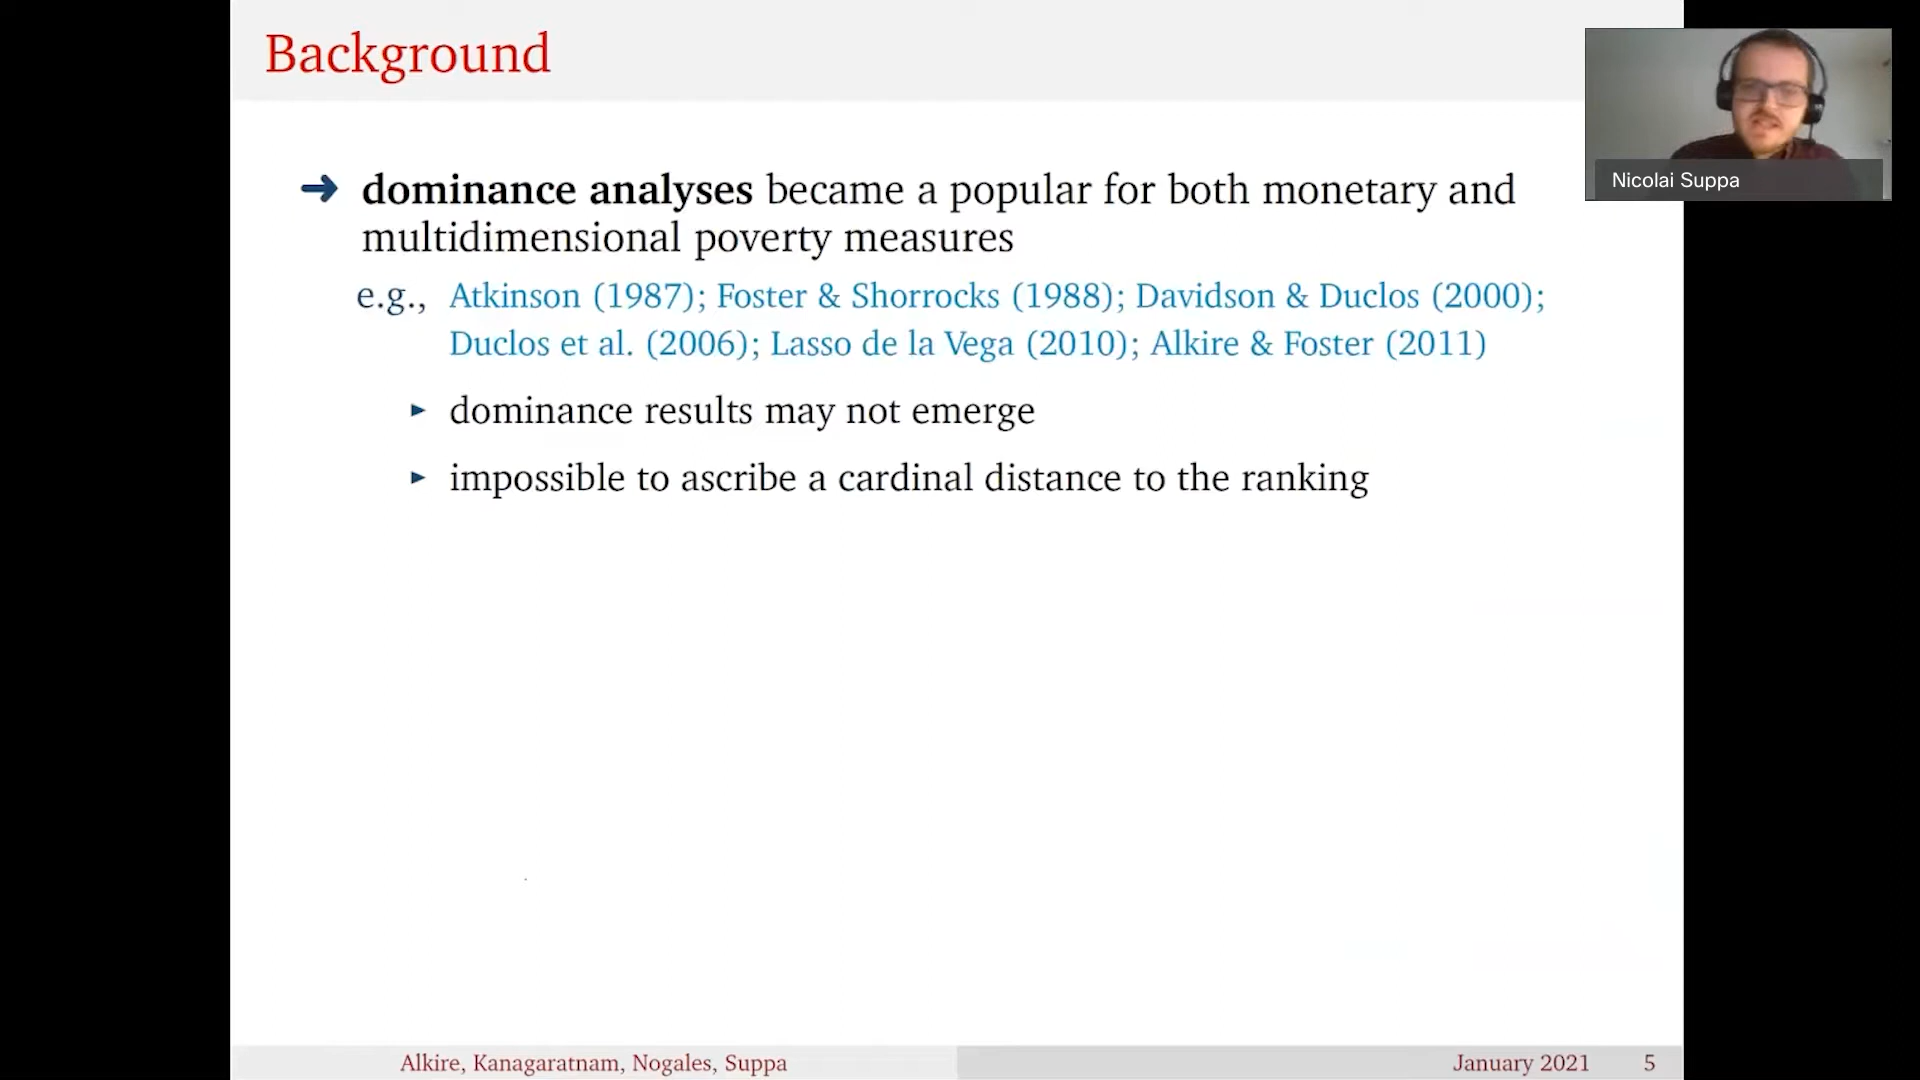 Background
Nicolai Suppa
➜ dominance analyses became a popular for both monetary and
multidimensional poverty measures
e.g., Atkinson (1987); Foster & Shorrocks (1988); Davidson & Duclos (2000);
Duclos et al. (2006); Lasso de la Vega (2010); Alkire & Foster (2011)
▸ dominance results may not emerge
▸ impossible to ascribe a cardinal distance to the ranking
Alkire, Kanagaratnam, Nogales, Suppa
January 2021 5